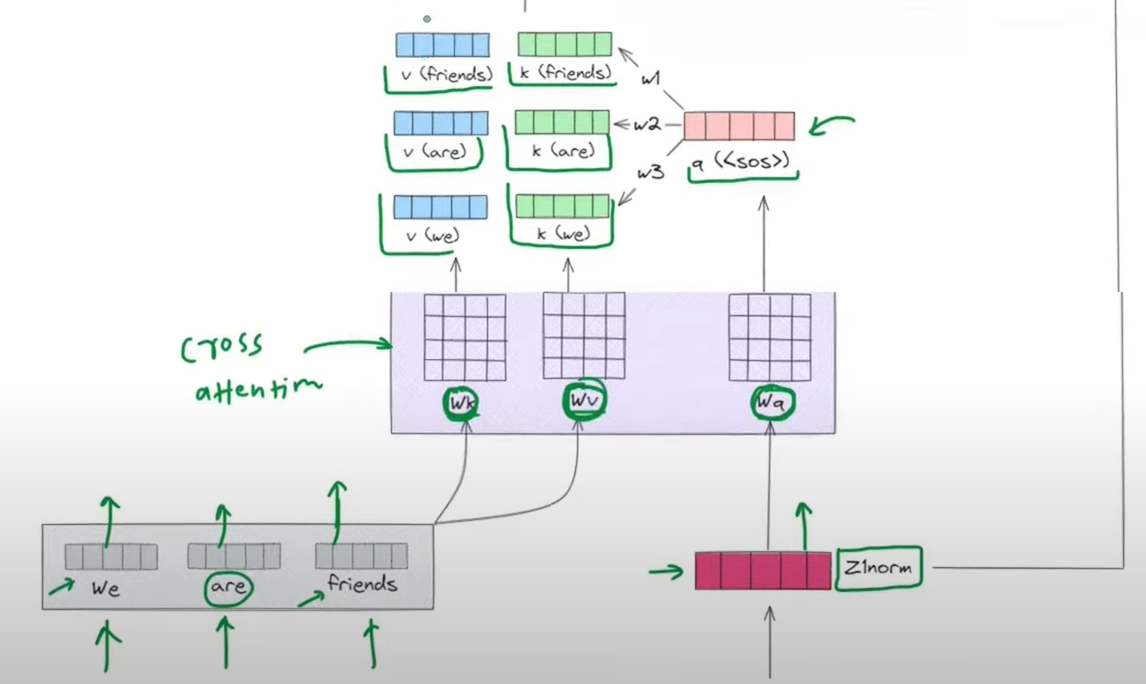 v (friends)
k (friends)
w1
v (are)
k (are)
w2
q (<sos>)
w3
v (we)
k (we)
Cross
attention
Wk
Wv
Wq
We
are
friends
Z1norm